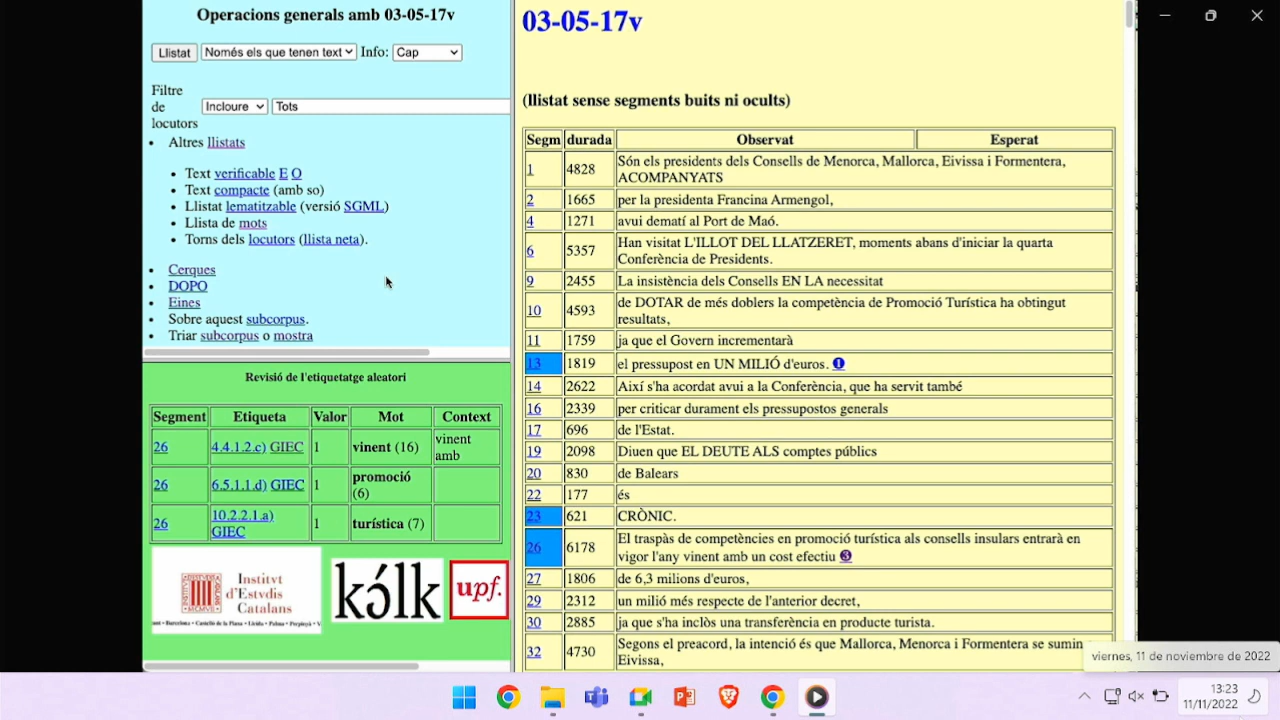 Operacions generals amb 03-05-17v
Llistat Només els que tenen text Info: Cap
Filtre
de
locutors
Incloure Tots
• Altres llistats
• Text verificable E O
• Text compacte (amb so)
• Llistat lematitzable (versió SGML)
• Llista de mots
• Torns dels locutors (llista neta).
• Cerques
• DOPO
• Eines
• Sobre aquest subcorpus.
• Triar subcorpus o mostra
Revisió de l'etiquetatge aleatori
Segment Etiqueta Valor Mot Context
26 4.4.1.2.c) GIEC 1 vinent (16) vinent
amb
26 6.5.1.1.d) GIEC 1 promoció
(6)
26 10.2.2.1.a)
GIEC 1 turística (7)
Institvt
d'Estvdis
Catalans
kólk
upf.
03-05-17v
(llistat sense segments buits ni ocults)
Segm durada Observat Esperat
1 4828 Són els presidents dels Consells de Menorca, Mallorca, Eivissa i Formentera,
ACOMPANYATS
2 1665 per la presidenta Francina Armengol,
4 1271 avui dematí al Port de Maó.
6 5357 Han visitat L'ILLOT DEL LLATZERET, moments abans d'iniciar la quarta
Conferència de Presidents.
9 2455 La insistència dels Consells EN LA necessitat
10 4593 de DOTAR de més doblers la competència de Promoció Turística ha obtingut
resultats,
11 1759 ja que el Govern incrementarà
13 1819 el pressupost en UN MILIÓ d'euros. ❶
14 2622 Així s'ha acordat avui a la Conferència, que ha servit també
16 2339 per criticar durament els pressupostos generals
17 696 de l'Estat.
19 2098 Diuen que EL DEUTE ALS comptes públics
20 830 de Balears
22 177 és
23 621 CRÒNIC.
26 6178 El traspàs de competències en promoció turística als consells insulars entrarà en
vigor l'any vinent amb un cost efectiu ❸
27 1806 de 6,3 milions d'euros,
29 2312 un milió més respecte de l'anterior decret,
30 2885 ja que s'ha inclòs una transferència en producte turista.
32 4730 Segons el preacord, la intenció és que Mallorca, Menorca i Formentera se sumin
Eivissa,
viernes, 11 de noviembre de 2022
13:23
11/11/2022